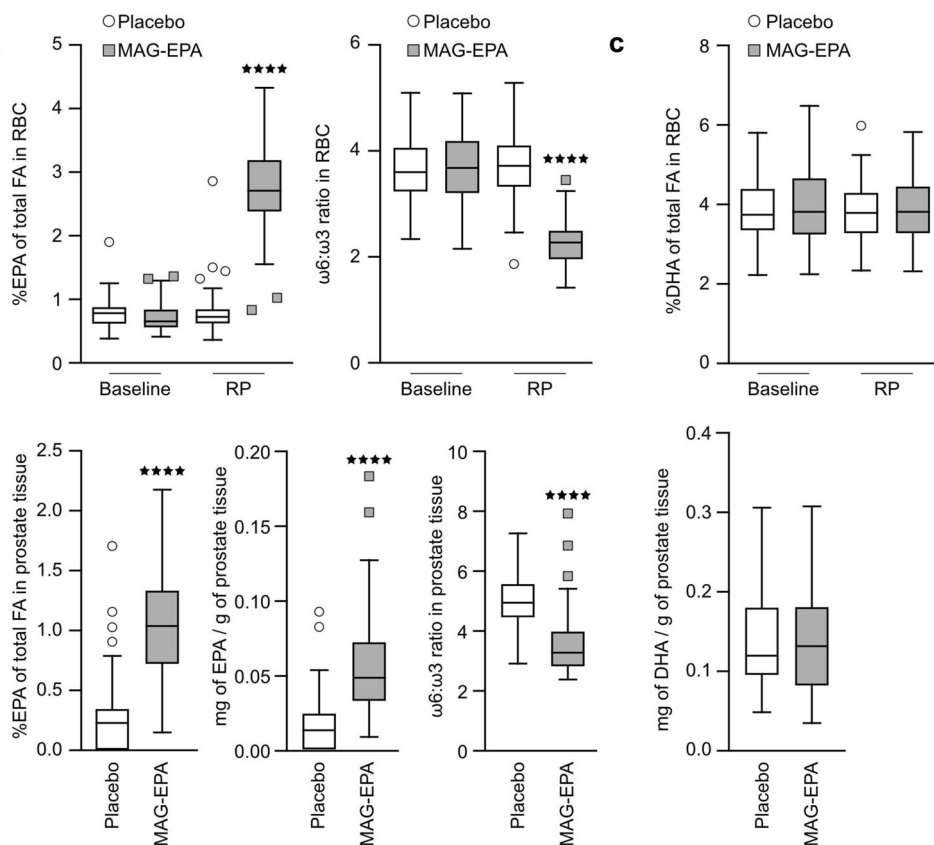 Placebo
MAG-EPA
%EPA of total FA in RBC
5
4
3
2
1
0
★★★★
Baseline
RP
ω6:ω3 ratio in RBC
6
4
2
0
★★★★
Baseline
RP
c
Placebo
MAG-EPA
%DHA of total FA in RBC
8
6
4
2
0
Baseline
RP
%EPA of total FA in prostate tissue
2.5
2.0
1.5
1.0
0.5
0.0
★★★★
Placebo
MAG-EPA
mg of EPA / g of prostate tissue
0.20
0.15
0.10
0.05
0.00
★★★★
Placebo
MAG-EPA
ω6:ω3 ratio in prostate tissue
10
8
6
4
2
0
★★★★
Placebo
MAG-EPA
mg of DHA / g of prostate tissue
0.4
0.3
0.2
0.1
0.0
Placebo
MAG-EPA